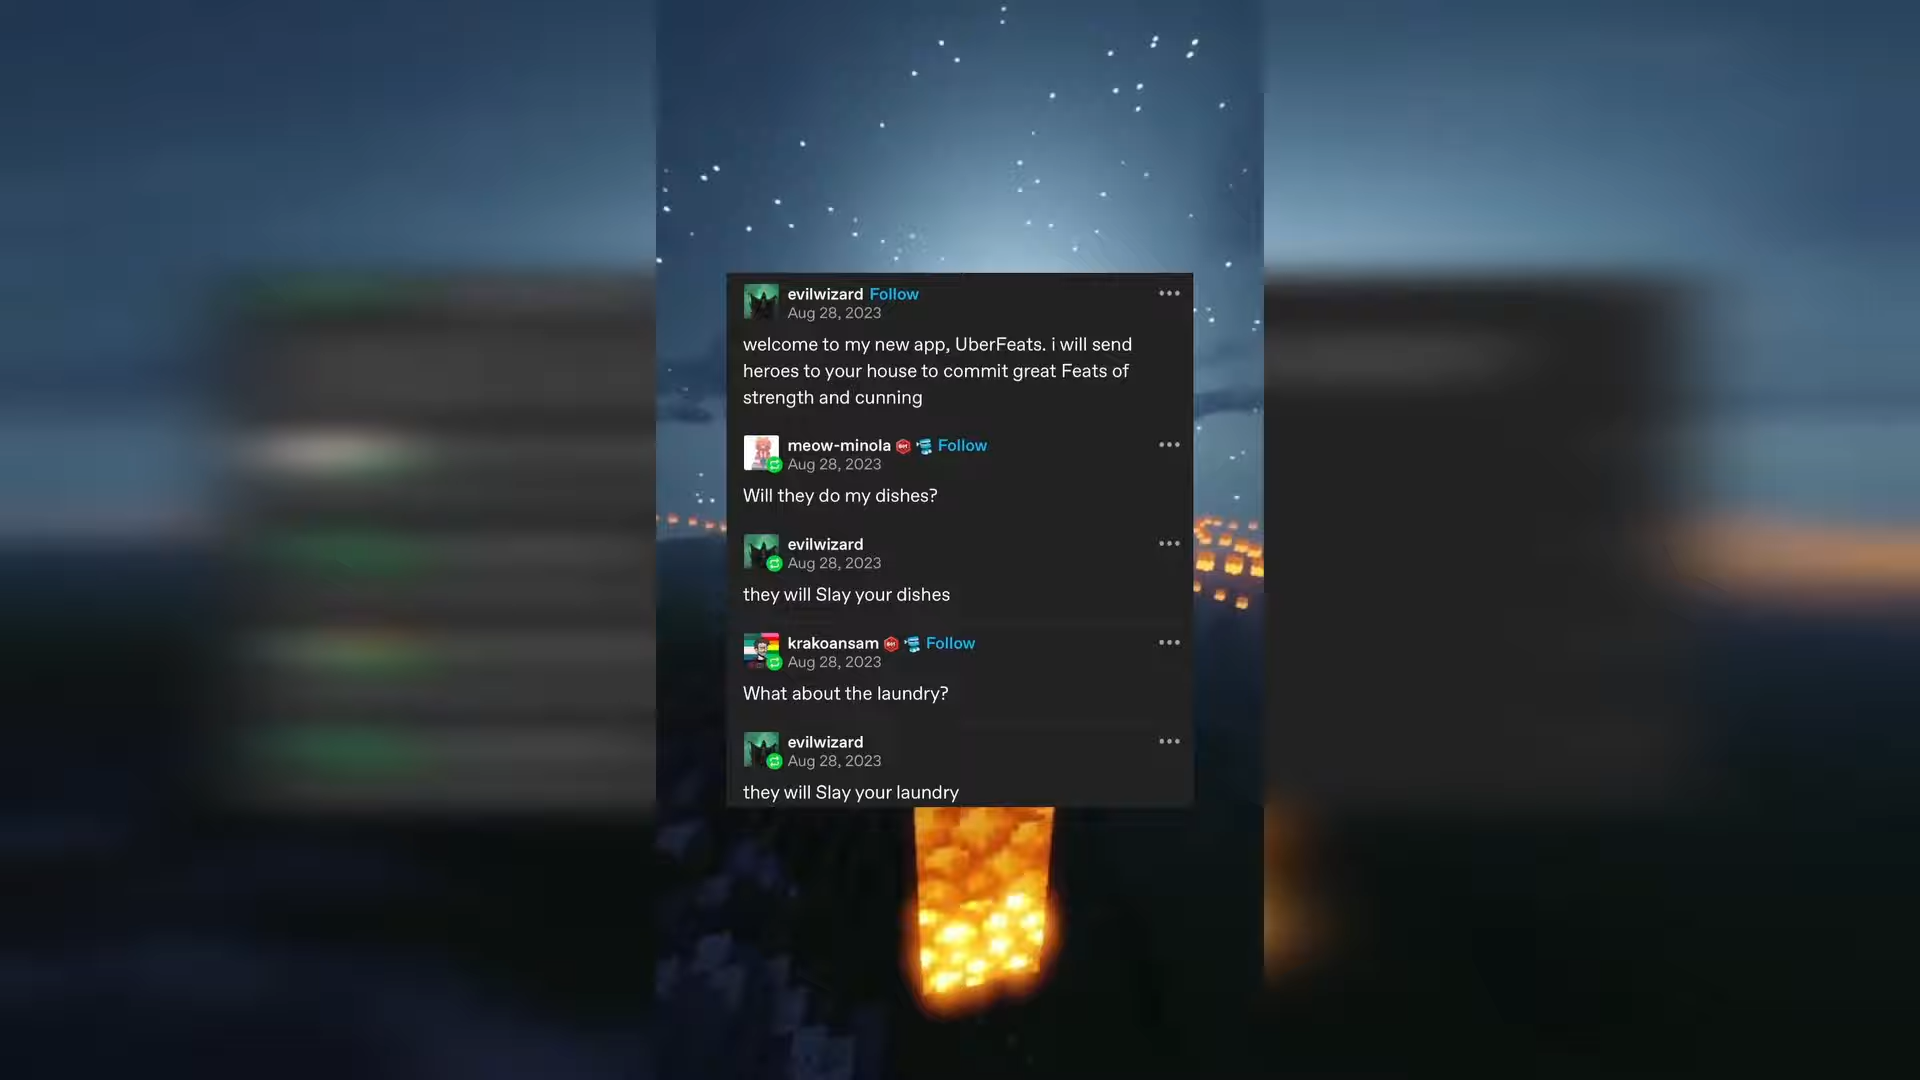 evilwizard Follow
Aug 28, 2023
welcome to my new app, UberFeats. i will send
heroes to your house to commit great Feats of
strength and cunning
meow-minola Follow
Aug 28, 2023
Will they do my dishes?
evilwizard
Aug 28, 2023
they will Slay your dishes
krakoansam Follow
Aug 28, 2023
What about the laundry?
evilwizard
Aug 28, 2023
they will Slay your laundry